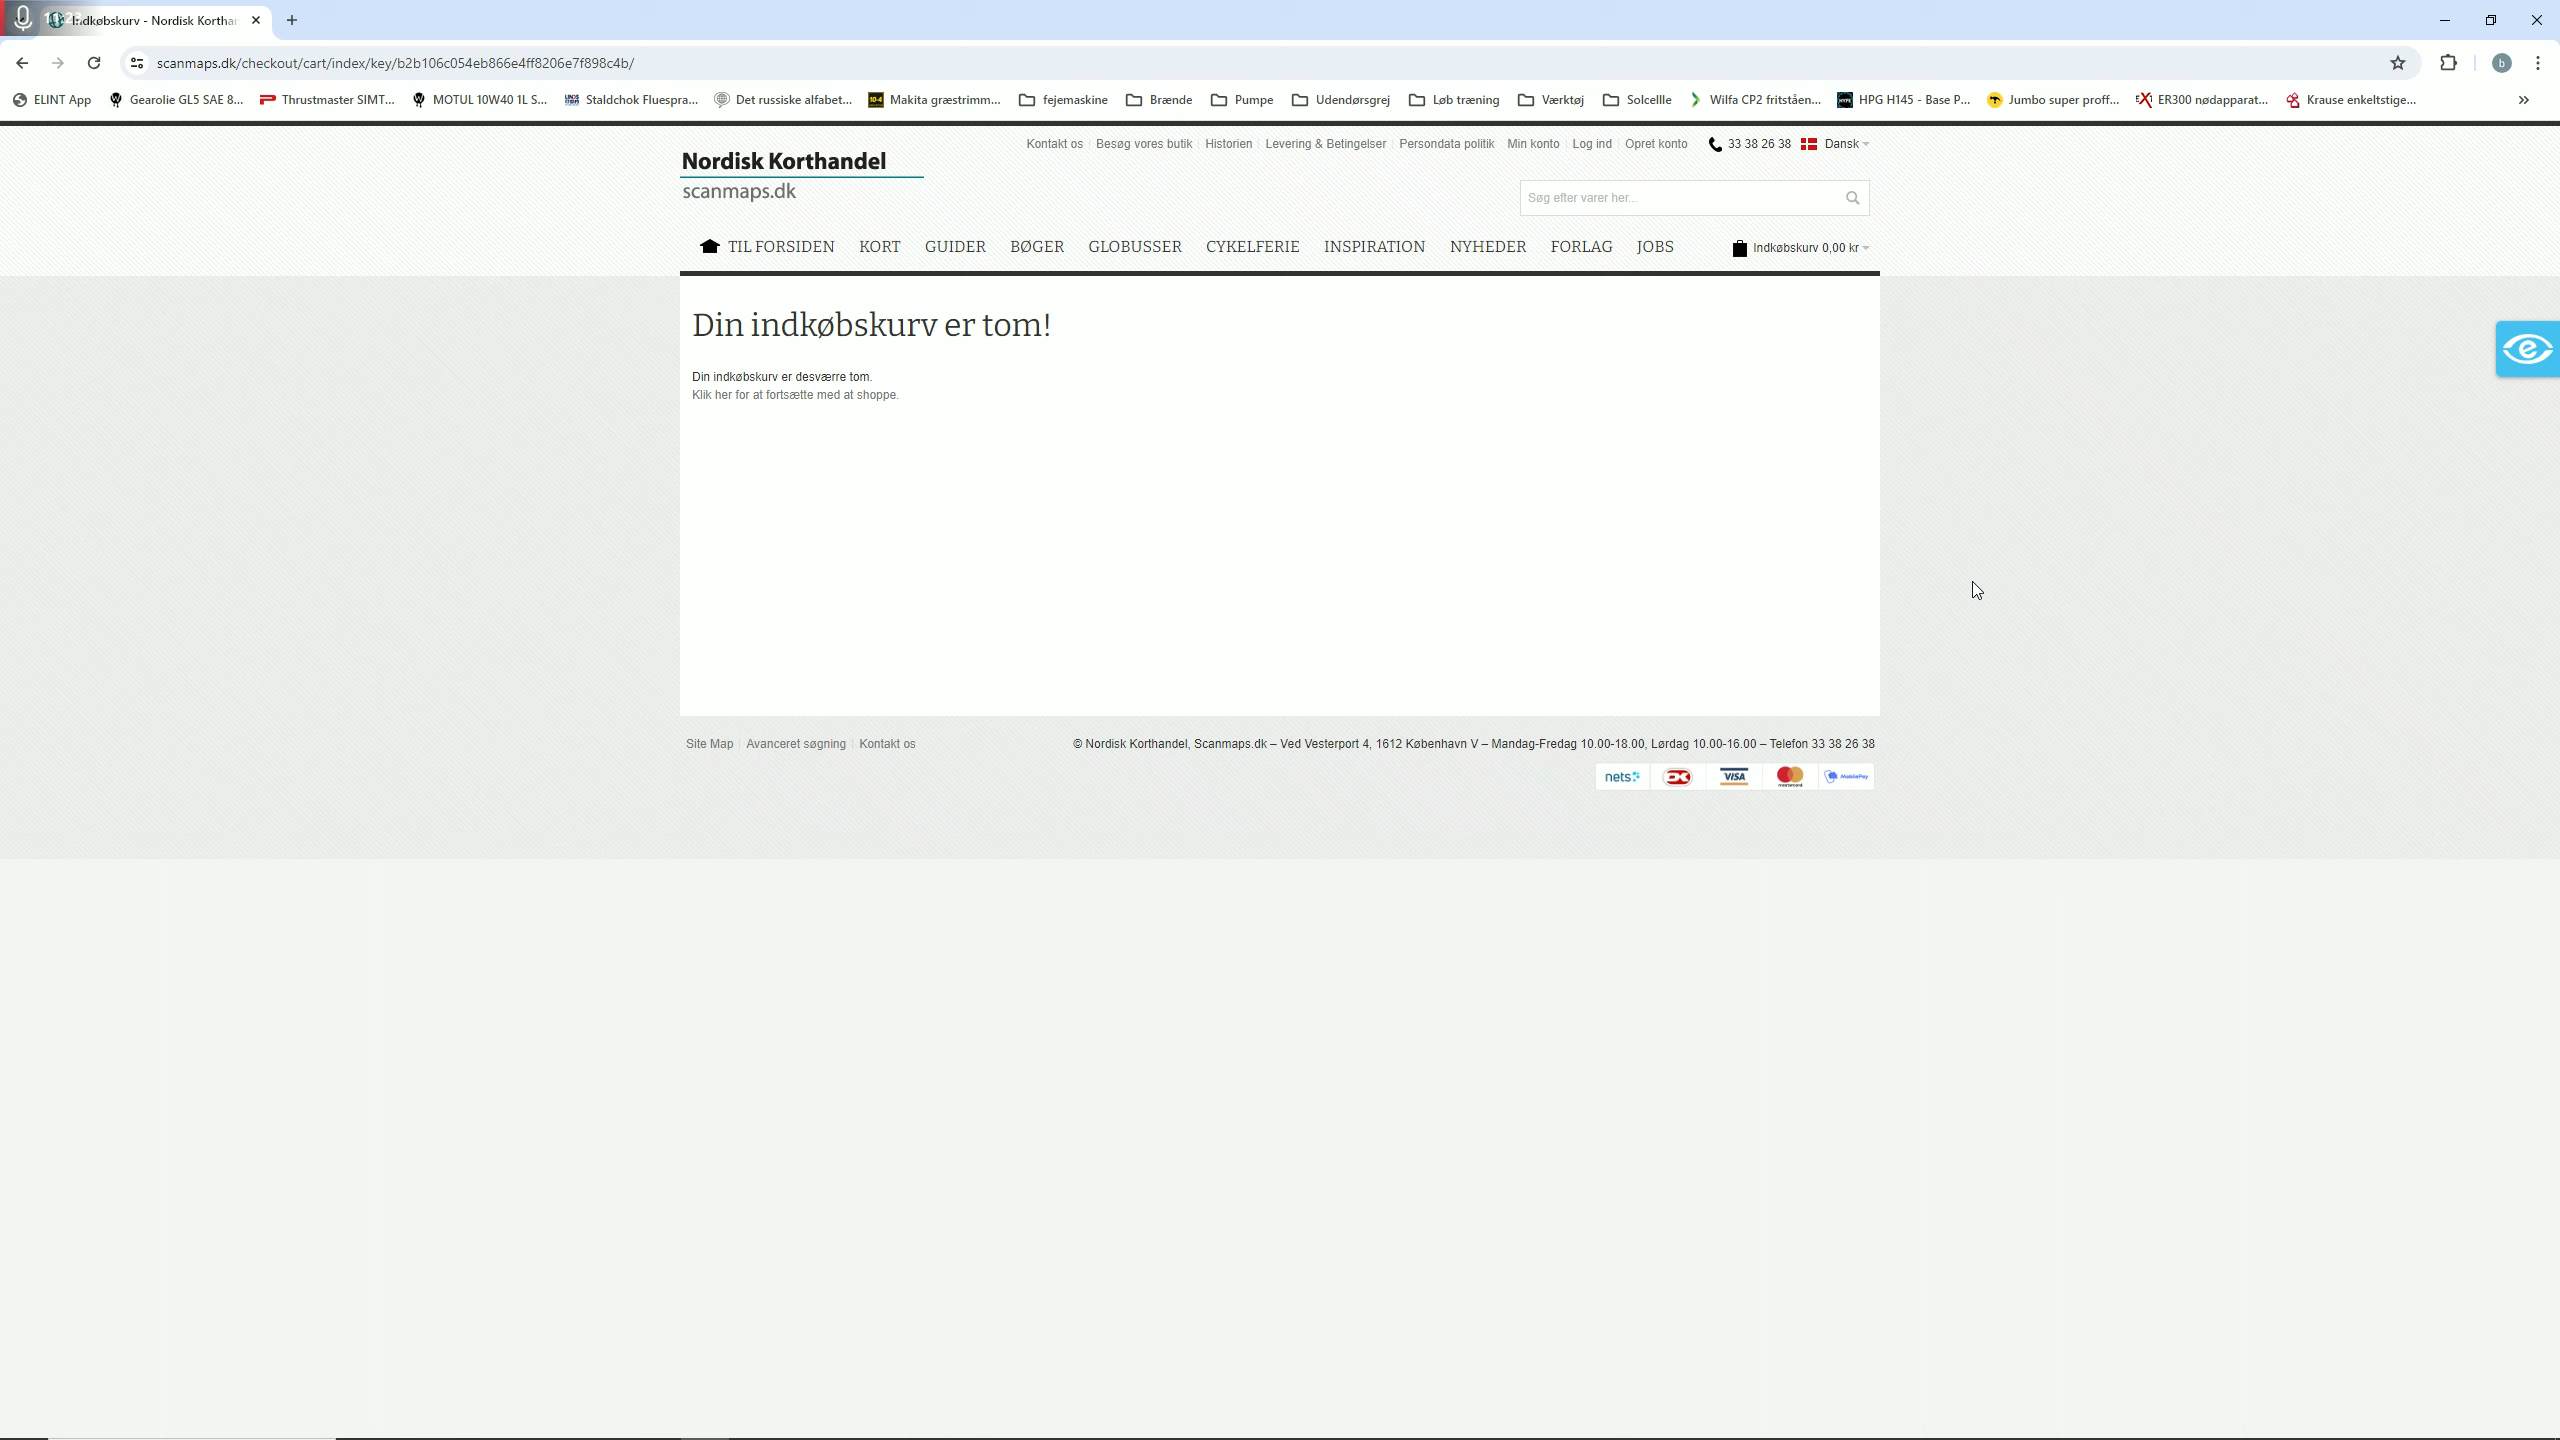 Indkøbskurv - Nordisk Kortha
scanmaps.dk/checkout/cart/index/key/b2b106c054eb866e4ff8206e7f898c4b/
b
ELINT App
Gearolie GL5 SAE 8...
Thrustmaster SIMT...
MOTUL 10W40 1L S...
Staldchok Fluespra...
Det russiske alfabet...
Makita græstrimm...
fejemaskine
Brænde
Pumpe
Udendørsgrej
Løb træning
Værktøj
Solcellle
Wilfa CP2 fritståen...
HPG H145 - Base P...
Jumbo super proff...
ER300 nødapparat...
Krause enkeltstige...
Kontakt os
Besøg vores butik
Historien
Levering & Betingelser
Persondata politik
Min konto
Log ind
Opret konto
33 38 26 38
Dansk
Nordisk Korthandel
scanmaps.dk
Søg efter varer her...
TIL FORSIDEN
KORT
GUIDER
BØGER
GLOBUSSER
CYKELFERIE
INSPIRATION
NYHEDER
FORLAG
JOBS
Indkøbskurv 0,00 kr
Din indkøbskurv er tom!
Din indkøbskurv er desværre tom.
Klik her for at fortsætte med at shoppe.
Site Map
Avanceret søgning
Kontakt os
© Nordisk Korthandel, Scanmaps.dk – Ved Vesterport 4, 1612 København V – Mandag-Fredag 10.00-18.00, Lørdag 10.00-16.00 – Telefon 33 38 26 38
nets
VISA
mastercard
MobilePay